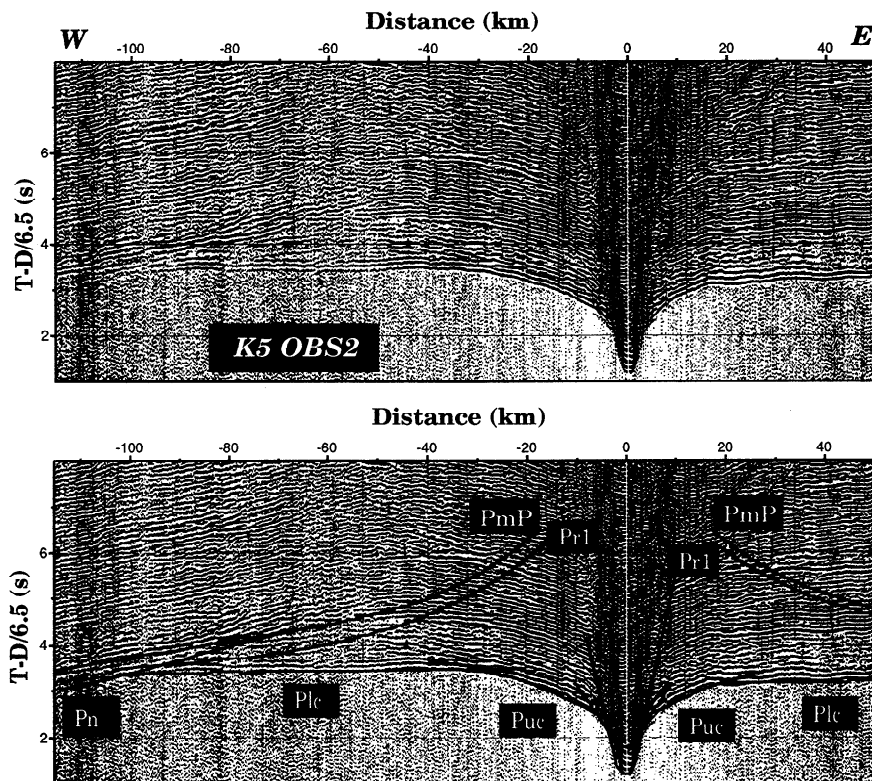 Distance (km)
W
E
-100 -80 -60 -40 -20 0 20 40
T-D/6.5 (s)
6
4
2
K5 OBS2
Distance (km)
-100 -80 -60 -40 -20 0 20 40
T-D/6.5 (s)
6
4
2
PmP
PmP
Pr1
Pr1
Plc
Pn
Puc
Puc
Plc